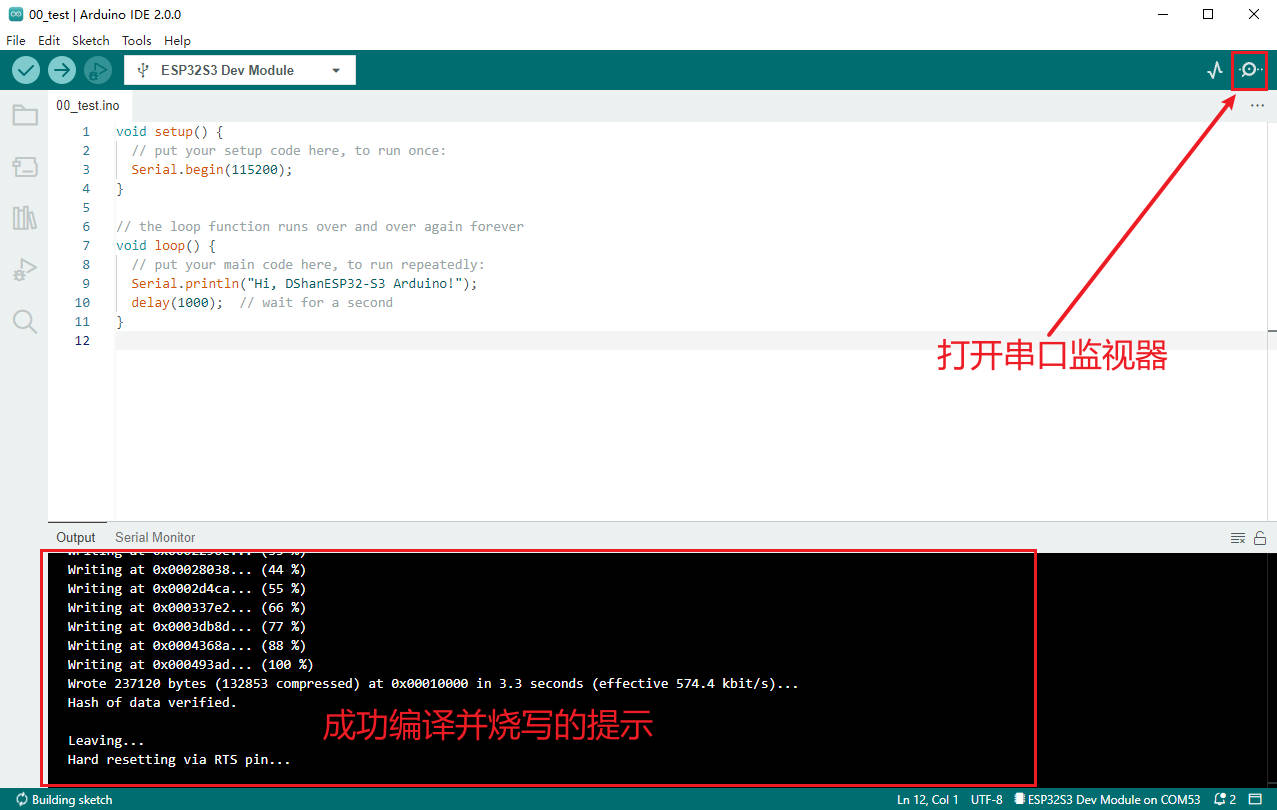 00_test | Arduino IDE 2.0.0
File Edit Sketch Tools Help
ESP32S3 Dev Module
00_test.ino
1 void setup() {
2 // put your setup code here, to run once:
3 Serial.begin(115200);
4 }
5
6 // the loop function runs over and over again forever
7 void loop() {
8 // put your main code here, to run repeatedly:
9 Serial.println("Hi, DShanESP32-S3 Arduino!");
10 delay(1000); // wait for a second
11 }
12
打开串口监视器
Output Serial Monitor
Writing at 0x00028038... (44 %)
Writing at 0x0002d4ca... (55 %)
Writing at 0x000337e2... (66 %)
Writing at 0x0003db8d... (77 %)
Writing at 0x0004368a... (88 %)
Writing at 0x000493ad... (100 %)
Wrote 237120 bytes (132853 compressed) at 0x00010000 in 3.3 seconds (effective 574.4 kbit/s)...
Hash of data verified.
成功编译并烧写的提示
Leaving...
Hard resetting via RTS pin...
Building sketch Ln 12, Col 1 UTF-8 ESP32S3 Dev Module on COM53 2